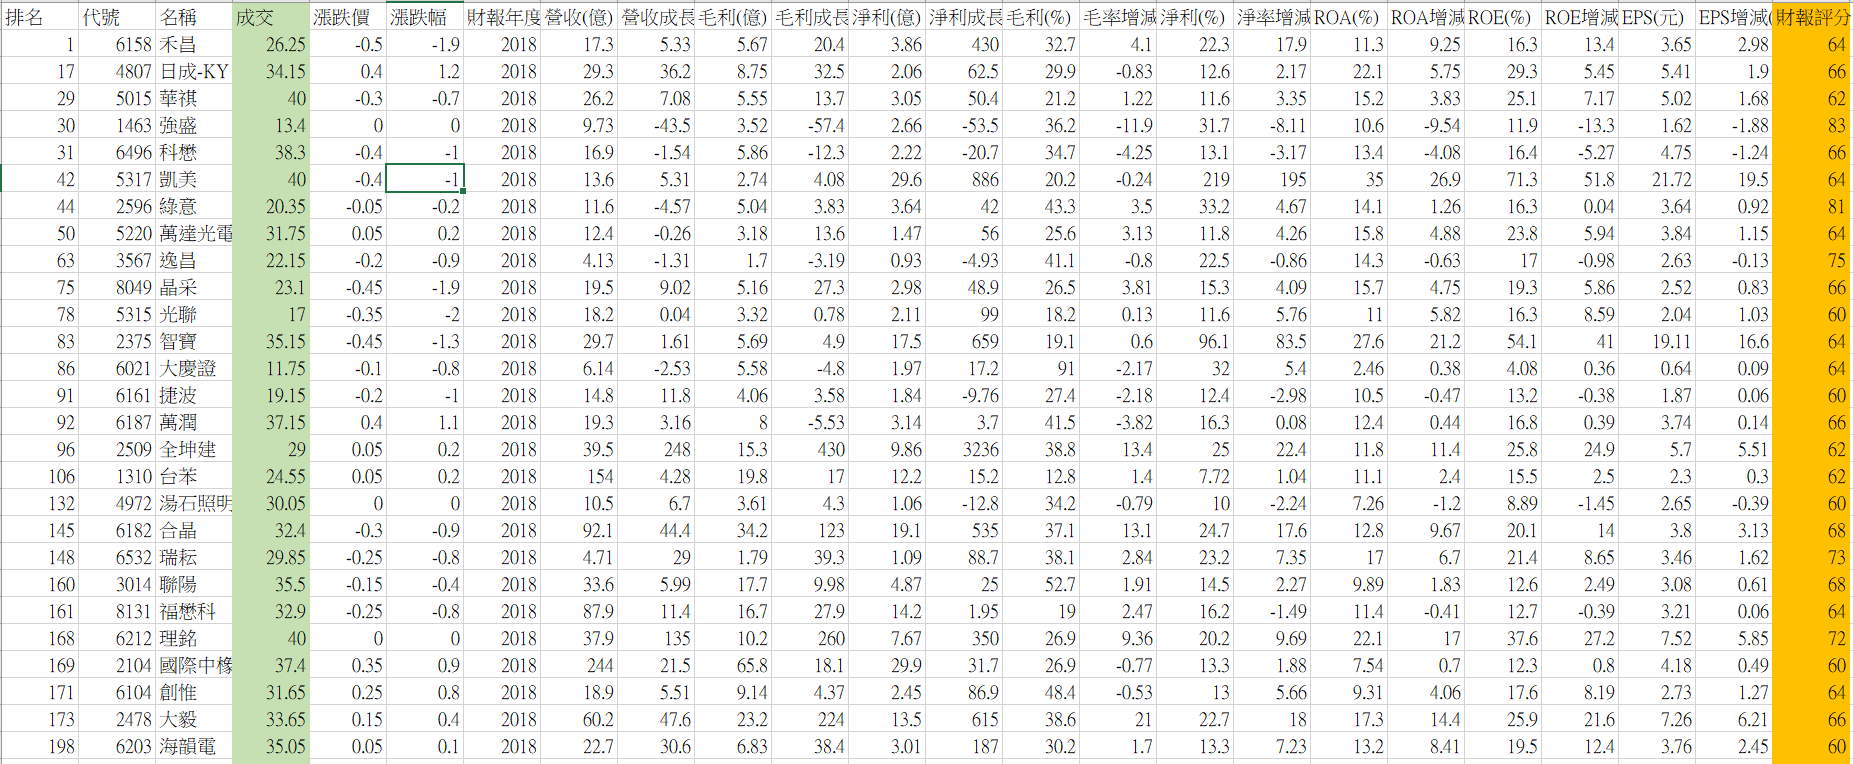 排名 代號 名稱 成交 漲跌價 漲跌幅 財報年度 營收(億) 營收成長 毛利(億) 毛利成長 淨利(億) 淨利成長 毛利(%) 毛率增減 淨利(%) 淨率增減 ROA(%) ROA增減 ROE(%) ROE增減 EPS(元) EPS增減( 財報評分
1 6158 禾昌 26.25 -0.5 -1.9 2018 17.3 5.33 5.67 20.4 3.86 430 32.7 4.1 22.3 17.9 11.3 9.25 16.3 13.4 3.65 2.98 64
17 4807 日成-KY 34.15 0.4 1.2 2018 29.3 36.2 8.75 32.5 2.06 62.5 29.9 -0.83 12.6 2.17 22.1 5.75 29.3 5.45 5.41 1.9 66
29 5015 華祺 40 -0.3 -0.7 2018 26.2 7.08 5.55 13.7 3.05 50.4 21.2 1.22 11.6 3.35 15.2 3.83 25.1 7.17 5.02 1.68 62
30 1463 強盛 13.4 0 0 2018 9.73 -43.5 3.52 -57.4 2.66 -53.5 36.2 -11.9 31.7 -8.11 10.6 -9.54 11.9 -13.3 1.62 -1.88 83
31 6496 科懋 38.3 -0.4 -1 2018 16.9 -1.54 5.86 -12.3 2.22 -20.7 34.7 -4.25 13.1 -3.17 13.4 -4.08 16.4 -5.27 4.75 -1.24 66
42 5317 凱美 40 -0.4 -1 2018 13.6 5.31 2.74 4.08 29.6 886 20.2 -0.24 219 195 35 26.9 71.3 51.8 21.72 19.5 64
44 2596 綠意 20.35 -0.05 -0.2 2018 11.6 -4.57 5.04 3.83 3.64 42 43.3 3.5 33.2 4.67 14.1 1.26 16.3 0.04 3.64 0.92 81
50 5220 萬達光電 31.75 0.05 0.2 2018 12.4 -0.26 3.18 13.6 1.47 56 25.6 3.13 11.8 4.26 15.8 4.88 23.8 5.94 3.84 1.15 64
63 3567 逸昌 22.15 -0.2 -0.9 2018 4.13 -1.31 1.7 -3.19 0.93 -4.93 41.1 -0.8 22.5 -0.86 14.3 -0.63 17 -0.98 2.63 -0.13 75
75 8049 晶采 23.1 -0.45 -1.9 2018 19.5 9.02 5.16 27.3 2.98 48.9 26.5 3.81 15.3 4.09 15.7 4.75 19.3 5.86 2.52 0.83 66
78 5315 光聯 17 -0.35 -2 2018 18.2 0.04 3.32 0.78 2.11 99 18.2 0.13 11.6 5.76 11 5.82 16.3 8.59 2.04 1.03 60
83 2375 智寶 35.15 -0.45 -1.3 2018 29.7 1.61 5.69 4.9 17.5 659 19.1 0.6 96.1 83.5 27.6 21.2 54.1 41 19.11 16.6 64
86 6021 大慶證 11.75 -0.1 -0.8 2018 6.14 -2.53 5.58 -4.8 1.97 17.2 91 -2.17 32 5.4 2.46 0.38 4.08 0.36 0.64 0.09 64
91 6161 捷波 19.15 -0.2 -1 2018 14.8 11.8 4.06 3.58 1.84 -9.76 27.4 -2.18 12.4 -2.98 10.5 -0.47 13.2 -0.38 1.87 0.06 60
92 6187 萬潤 37.15 0.4 1.1 2018 19.3 3.16 8 -5.53 3.14 3.7 41.5 -3.82 16.3 0.08 12.4 0.44 16.8 0.39 3.74 0.14 66
96 2509 全坤建 29 0.05 0.2 2018 39.5 248 15.3 430 9.86 3236 38.8 13.4 25 22.4 11.8 11.4 25.8 24.9 5.7 5.51 62
106 1310 台苯 24.55 0.05 0.2 2018 154 4.28 19.8 17 12.2 15.2 12.8 1.4 7.72 1.04 11.1 2.4 15.5 2.5 2.3 0.3 62
132 4972 湯石照明 30.05 0 0 2018 10.5 6.7 3.61 4.3 1.06 -12.8 34.2 -0.79 10 -2.24 7.26 -1.2 8.89 -1.45 2.65 -0.39 60
145 6182 合晶 32.4 -0.3 -0.9 2018 92.1 44.4 34.2 123 19.1 535 37.1 13.1 24.7 17.6 12.8 9.67 20.1 14 3.8 3.13 68
148 6532 瑞耘 29.85 -0.25 -0.8 2018 4.71 29 1.79 39.3 1.09 88.7 38.1 2.84 23.2 7.35 17 6.7 21.4 8.65 3.46 1.62 73
160 3014 聯陽 35.5 -0.15 -0.4 2018 33.6 5.99 17.7 9.98 4.87 25 52.7 1.91 14.5 2.27 9.89 1.83 12.6 2.49 3.08 0.61 68
161 8131 福懋科 32.9 -0.25 -0.8 2018 87.9 11.4 16.7 27.9 14.2 1.95 19 2.47 16.2 -1.49 11.4 -0.41 12.7 -0.39 3.21 0.06 64
168 6212 理銘 40 0 0 2018 37.9 135 10.2 260 7.67 350 26.9 9.36 20.2 9.69 22.1 17 37.6 27.2 7.52 5.85 72
169 2104 國際中橡 37.4 0.35 0.9 2018 244 21.5 65.8 18.1 29.9 31.7 26.9 -0.77 13.3 1.88 7.54 0.7 12.3 0.8 4.18 0.49 60
171 6104 創惟 31.65 0.25 0.8 2018 18.9 5.51 9.14 4.37 2.45 86.9 48.4 -0.53 13 5.66 9.31 4.06 17.6 8.19 2.73 1.27 64
173 2478 大毅 33.65 0.15 0.4 2018 60.2 47.6 23.2 224 13.5 615 38.6 21 22.7 18 17.3 14.4 25.9 21.6 7.26 6.21 66
198 6203 海韻電 35.05 0.05 0.1 2018 22.7 30.6 6.83 38.4 3.01 187 30.2 1.7 13.3 7.23 13.2 8.41 19.5 12.4 3.76 2.45 60